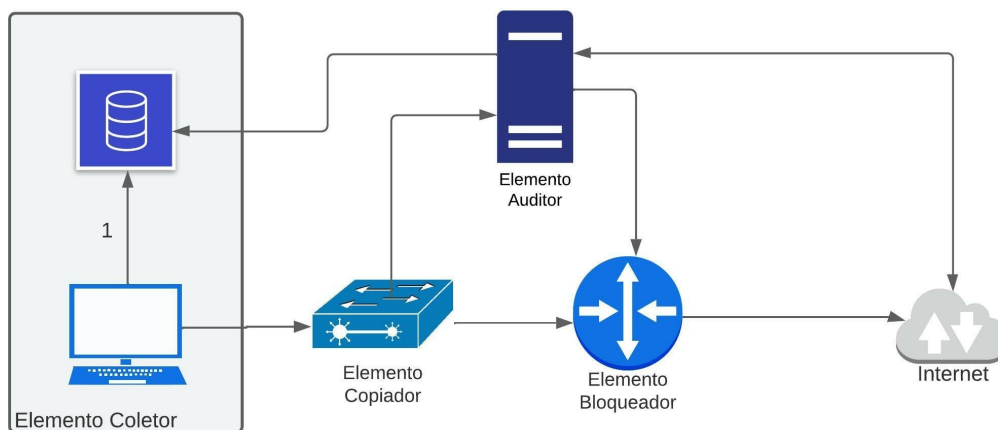 Elemento
Auditor
1
Elemento
Copiador
Elemento
Bloqueador
Internet
Elemento Coletor